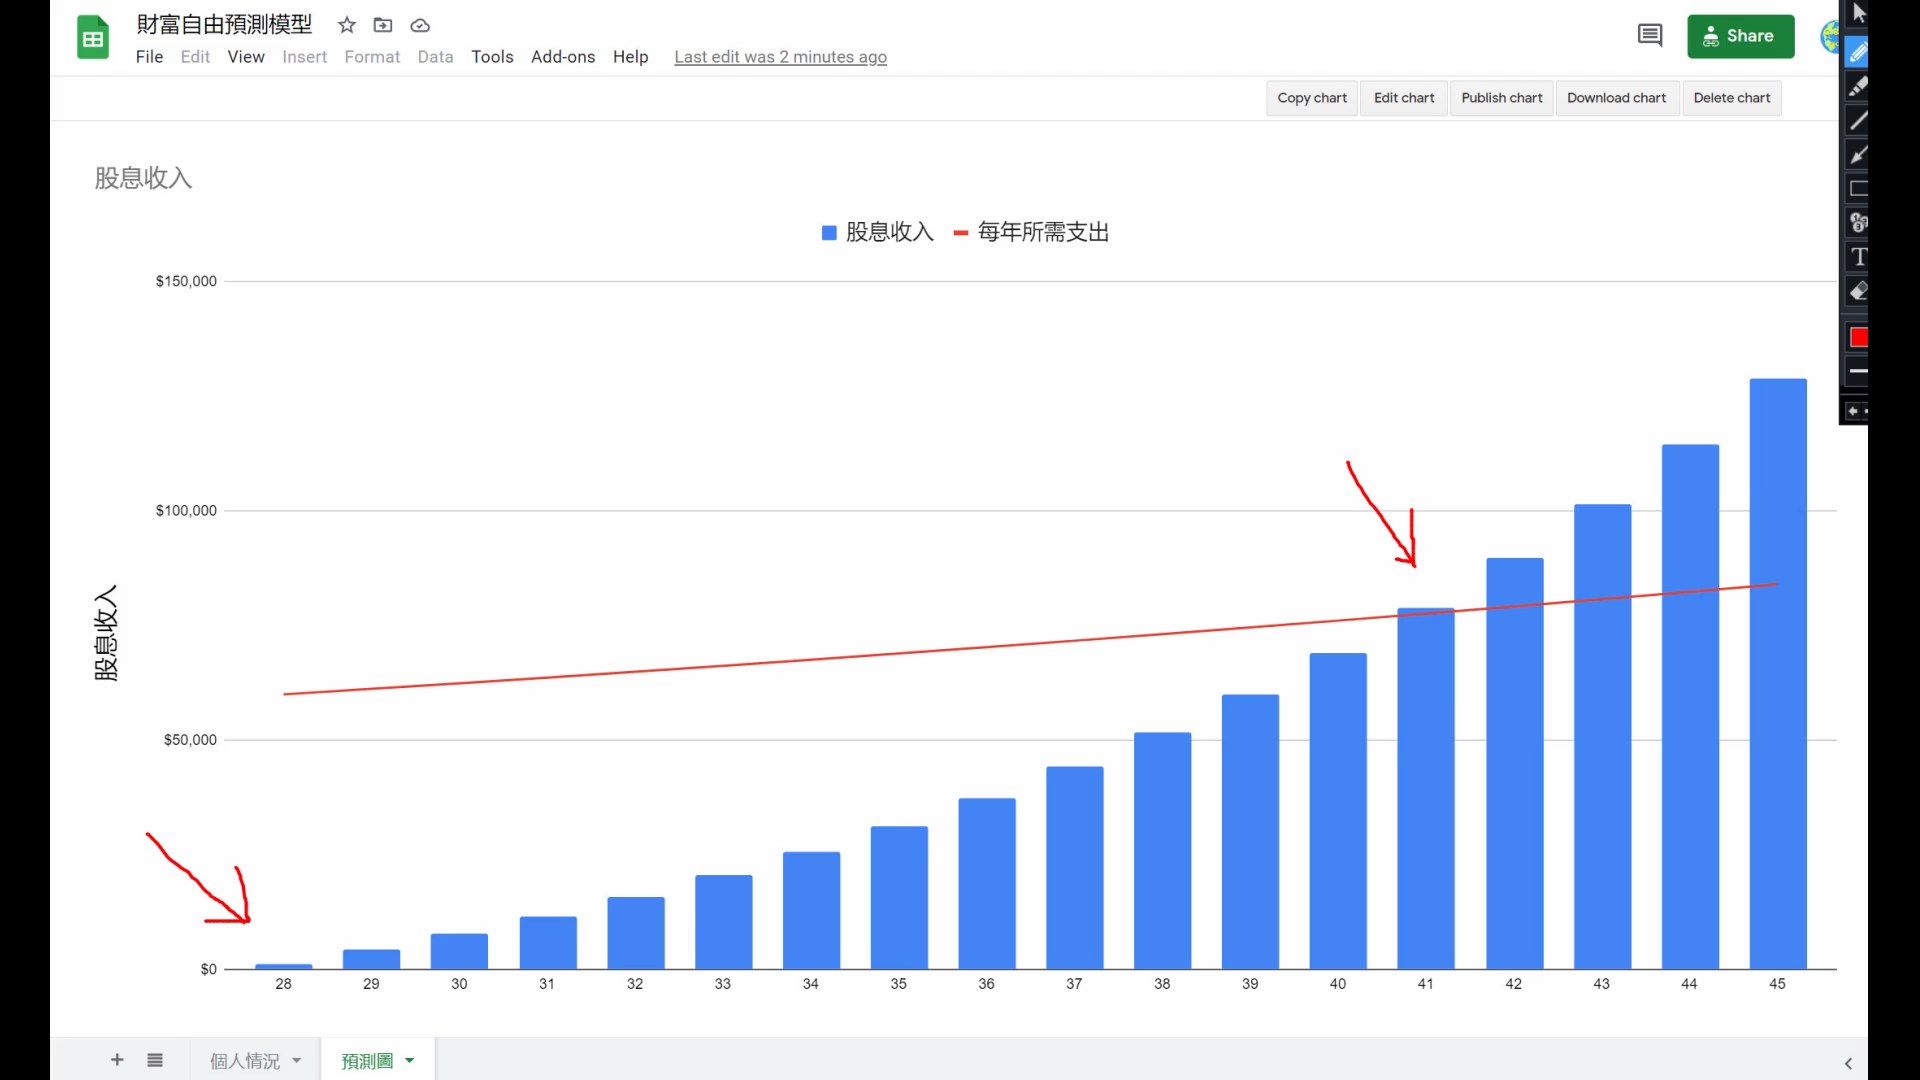 財富自由預測模型
File Edit View Insert Format Data Tools Add-ons Help Last edit was 2 minutes ago
Share
Copy chart Edit chart Publish chart Download chart Delete chart
股息收入
股息收入 每年所需支出
$150,000
$100,000
$50,000
$0
股息收入
28 29 30 31 32 33 34 35 36 37 38 39 40 41 42 43 44 45
個人情況 預測圖